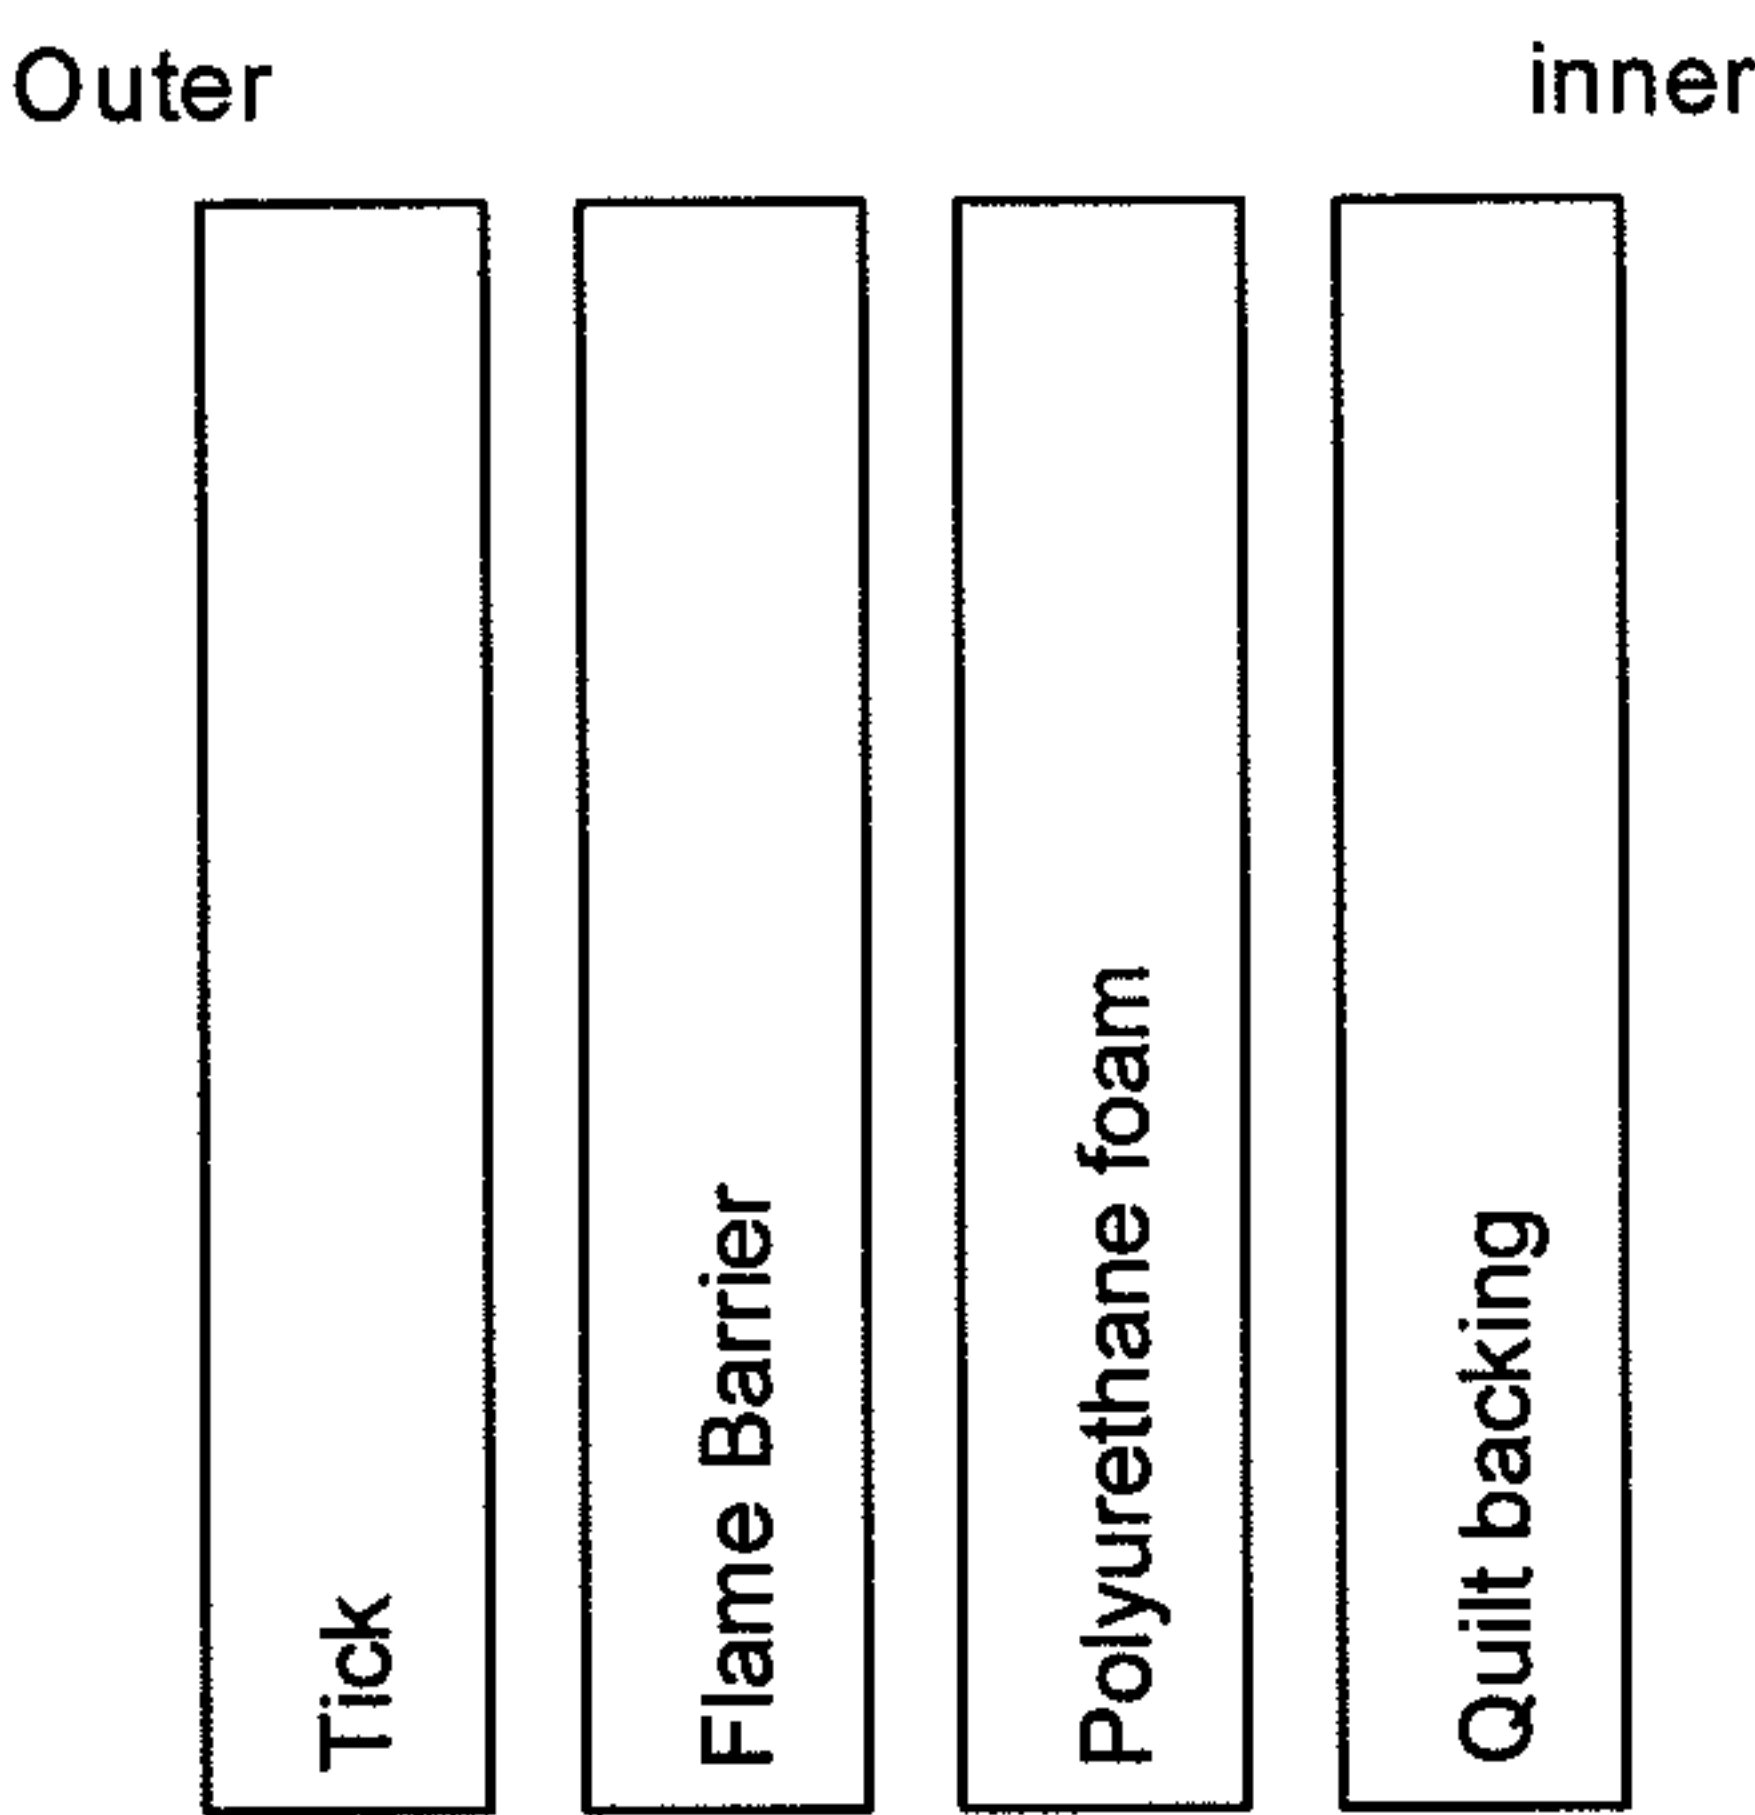 Outer
inner
Tick
Flame Barrier
Polyurethane foam
Quilt backing